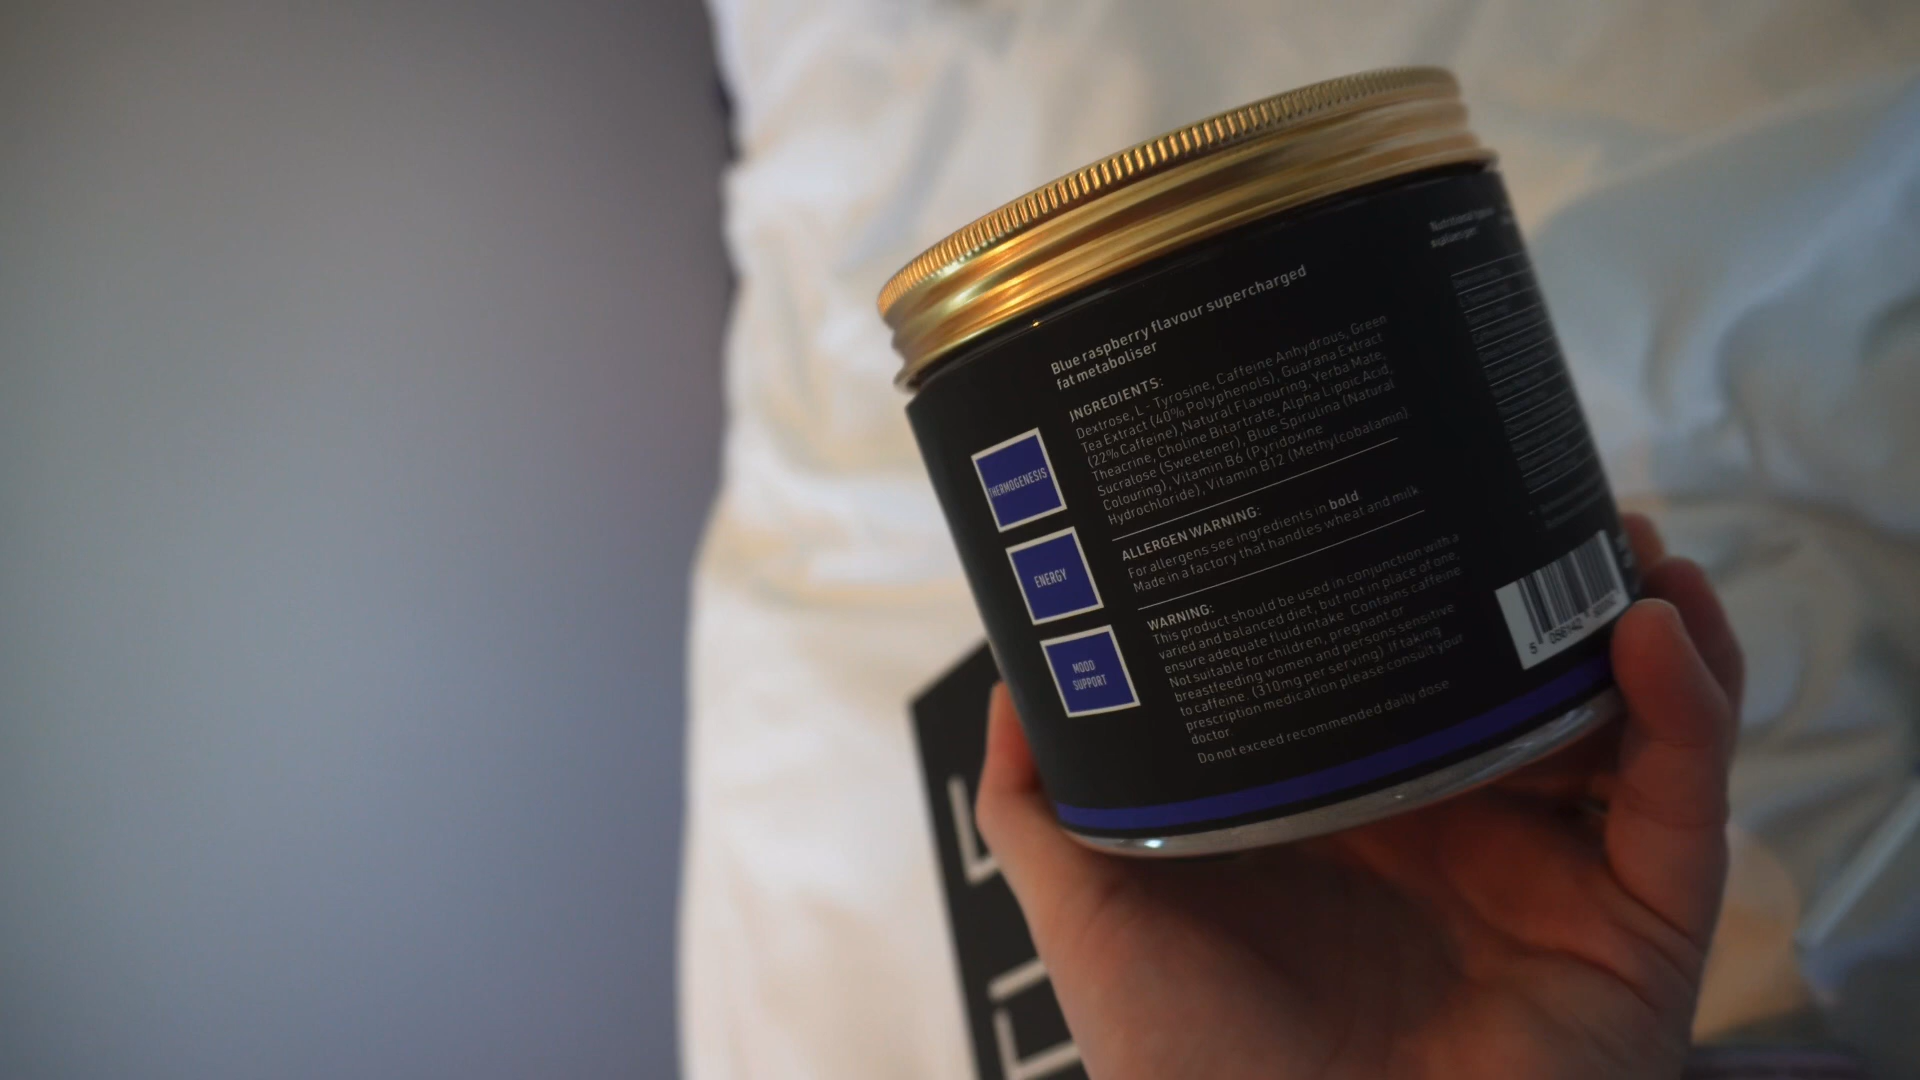 Blue raspberry flavour supercharged
fat metaboliser
INGREDIENTS:
Dextrose, L - Tyrosine, Caffeine Anhydrous, Green
Tea Extract (40% Polyphenols), Guarana Extract
(22% Caffeine), Natural Flavouring, Yerba Mate,
Theacrine, Choline Bitartrate, Alpha Lipoic Acid,
Sucralose (Sweetener), Blue Spirulina (Natural
Colouring), Vitamin B6 (Pyridoxine
Hydrochloride), Vitamin B12 (Methylcobalamin)
ALLERGEN WARNING:
For allergens see ingredients in bold
Made in a factory that handles wheat and milk
WARNING:
This product should be used in conjunction with a
varied and balanced diet, but not in place of one,
ensure adequate fluid intake. Contains caffeine
Not suitable for children, pregnant or
breastfeeding women and persons sensitive
to caffeine. (310mg per serving) If taking
prescription medication please consult your
doctor.
Do not exceed recommended daily dose
THERMOGENESIS
ENERGY
MOOD
SUPPORT